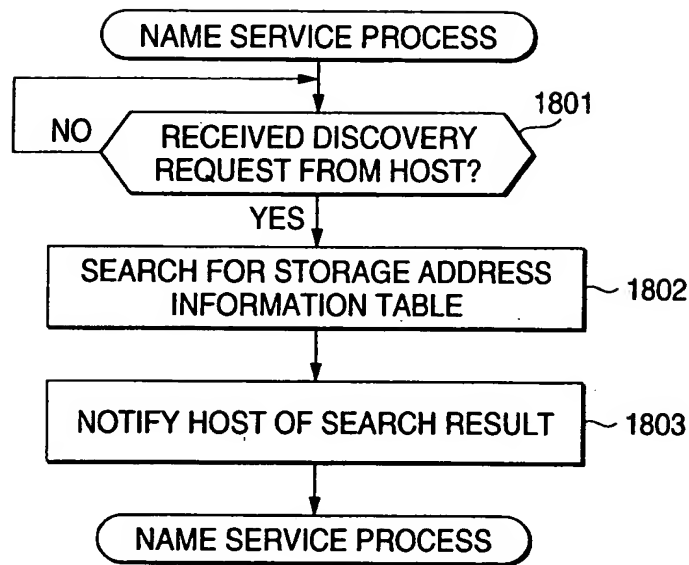 NAME SERVICE PROCESS
1801
NO
RECEIVED DISCOVERY
REQUEST FROM HOST?
YES
SEARCH FOR STORAGE ADDRESS
INFORMATION TABLE
1802
NOTIFY HOST OF SEARCH RESULT
1803
NAME SERVICE PROCESS